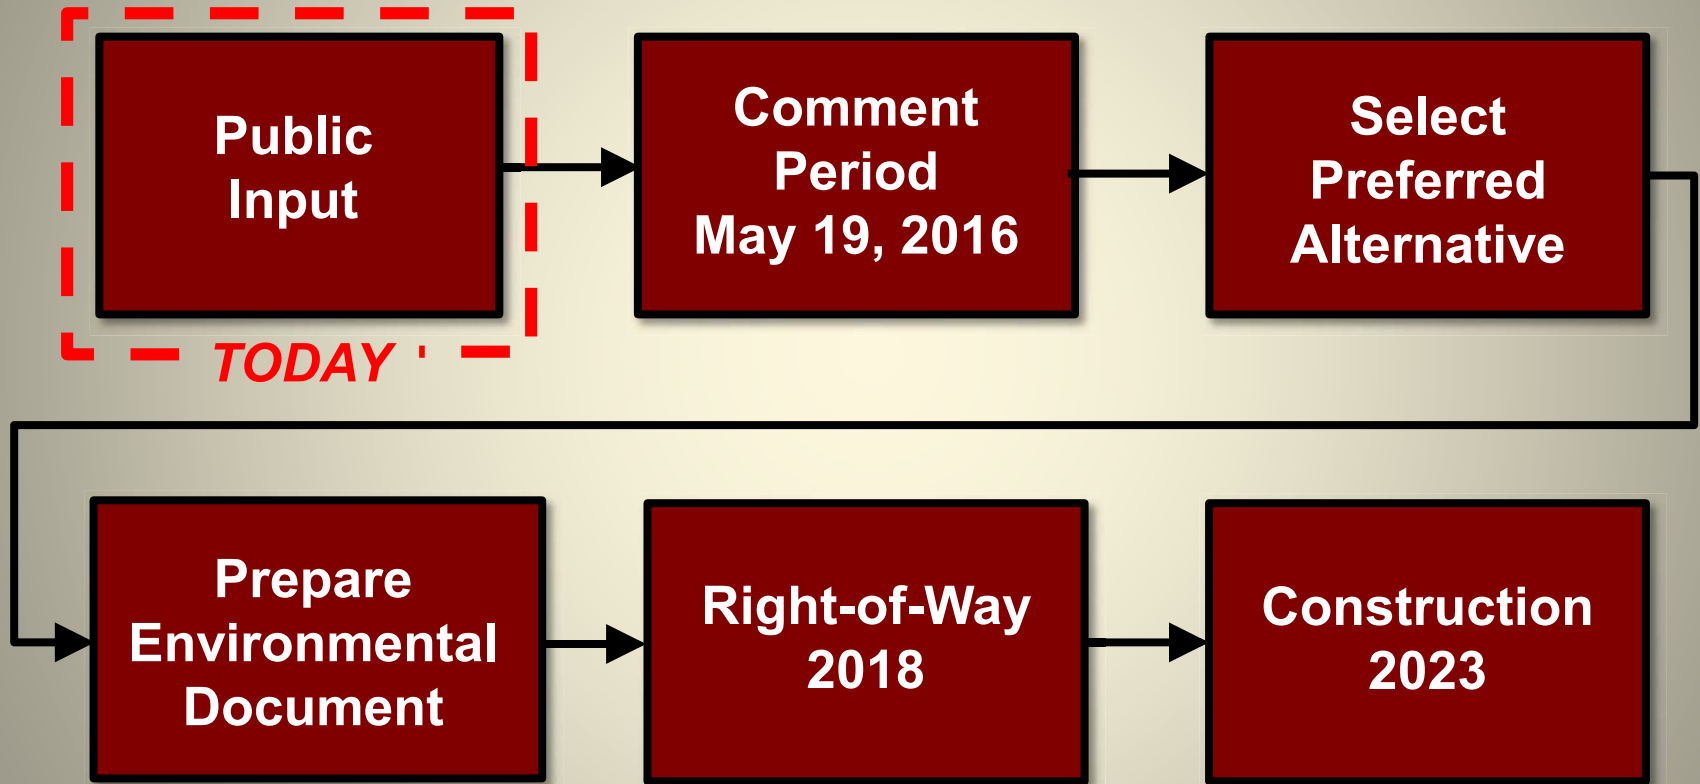 Public
Input
Comment
Period
May 19, 2016
Select
Preferred
Alternative
TODAY
Prepare
Environmental
Document
Right-of-Way
2018
Construction
2023